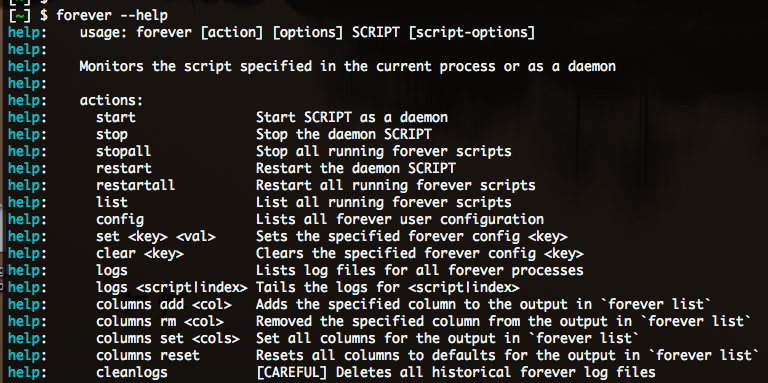 [~] $
[~] $ forever --help
help:    usage: forever [action] [options] SCRIPT [script-options]
help:
help:    Monitors the script specified in the current process or as a daemon
help:
help:    actions:
help:      start               Start SCRIPT as a daemon
help:      stop                Stop the daemon SCRIPT
help:      stopall             Stop all running forever scripts
help:      restart             Restart the daemon SCRIPT
help:      restartall          Restart all running forever scripts
help:      list                List all running forever scripts
help:      config              Lists all forever user configuration
help:      set <key> <val>     Sets the specified forever config <key>
help:      clear <key>         Clears the specified forever config <key>
help:      logs                Lists log files for all forever processes
help:      logs <script|index> Tails the logs for <script|index>
help:      columns add <col>   Adds the specified column to the output in `forever list`
help:      columns rm <col>    Removed the specified column from the output in `forever list`
help:      columns set <cols>  Set all columns for the output in `forever list`
help:      columns reset       Resets all columns to defaults for the output in `forever list`
help:      cleanlogs           [CAREFUL] Deletes all historical forever log files